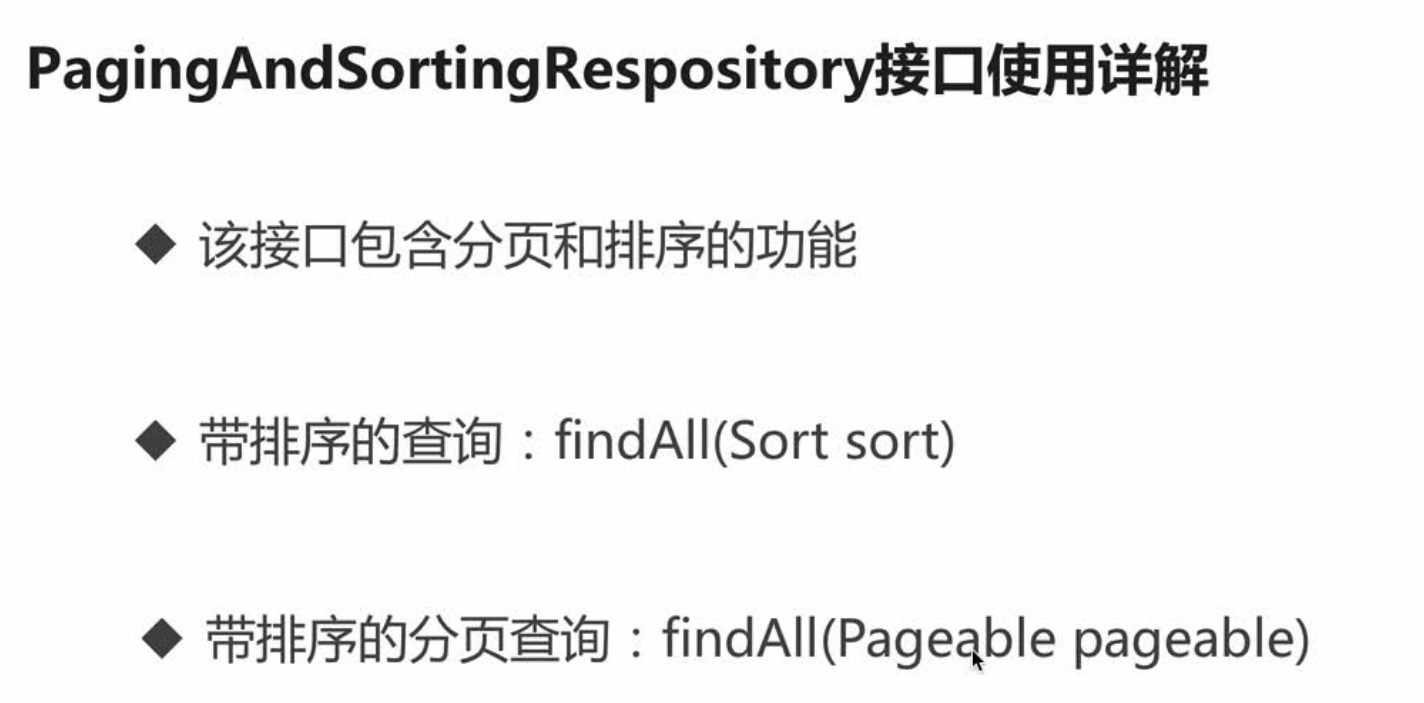 PagingAndSortingRespository接口使用详解
◆ 该接口包含分页和排序的功能
◆ 带排序的查询：findAll(Sort sort)
◆ 带排序的分页查询：findAll(Pageable pageable)